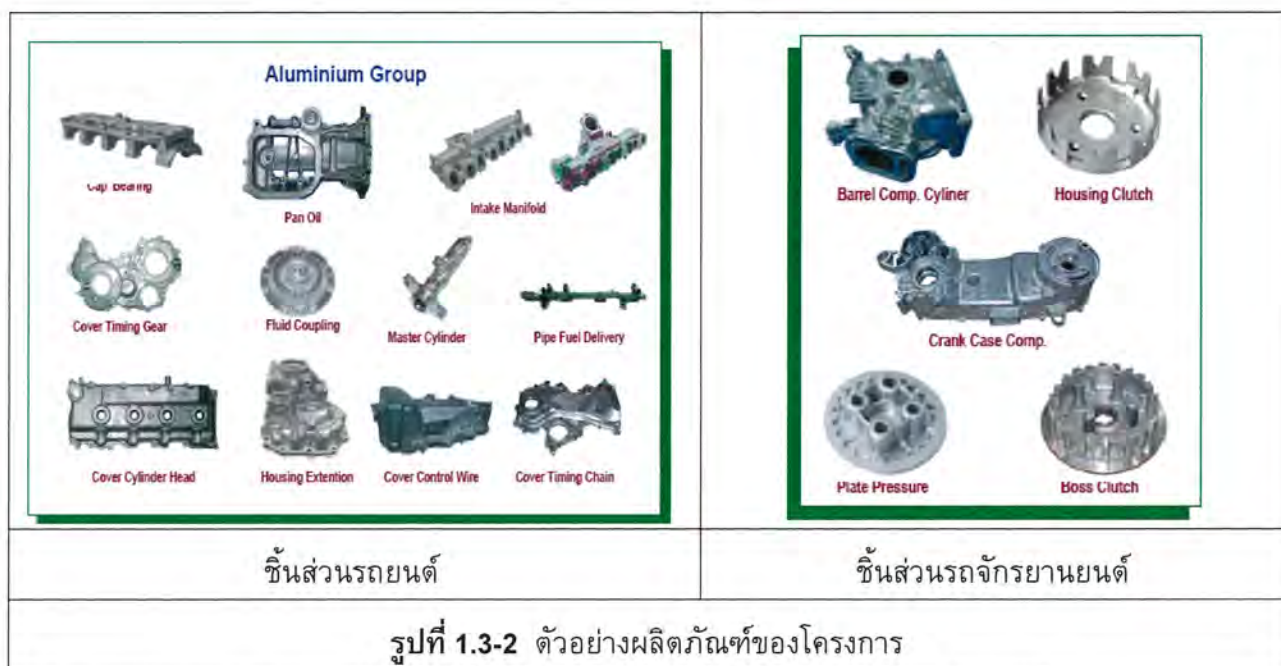 Aluminium Group
Cap Bearing
Pan Oil
Intake Manifold
Cover Timing Gear
Fluid Coupling
Master Cylinder
Pipe Fuel Delivery
Cover Cylinder Head
Housing Extention
Cover Control Wire
Cover Timing Chain
Barrel Comp. Cyliner
Housing Clutch
Crank Case Comp.
Plate Pressure
Boss Clutch
ชิ้นส่วนรถยนต์
ชิ้นส่วนรถจักรยานยนต์
รูปที่ 1.3-2 ตัวอย่างผลิตภัณฑ์ของโครงการ